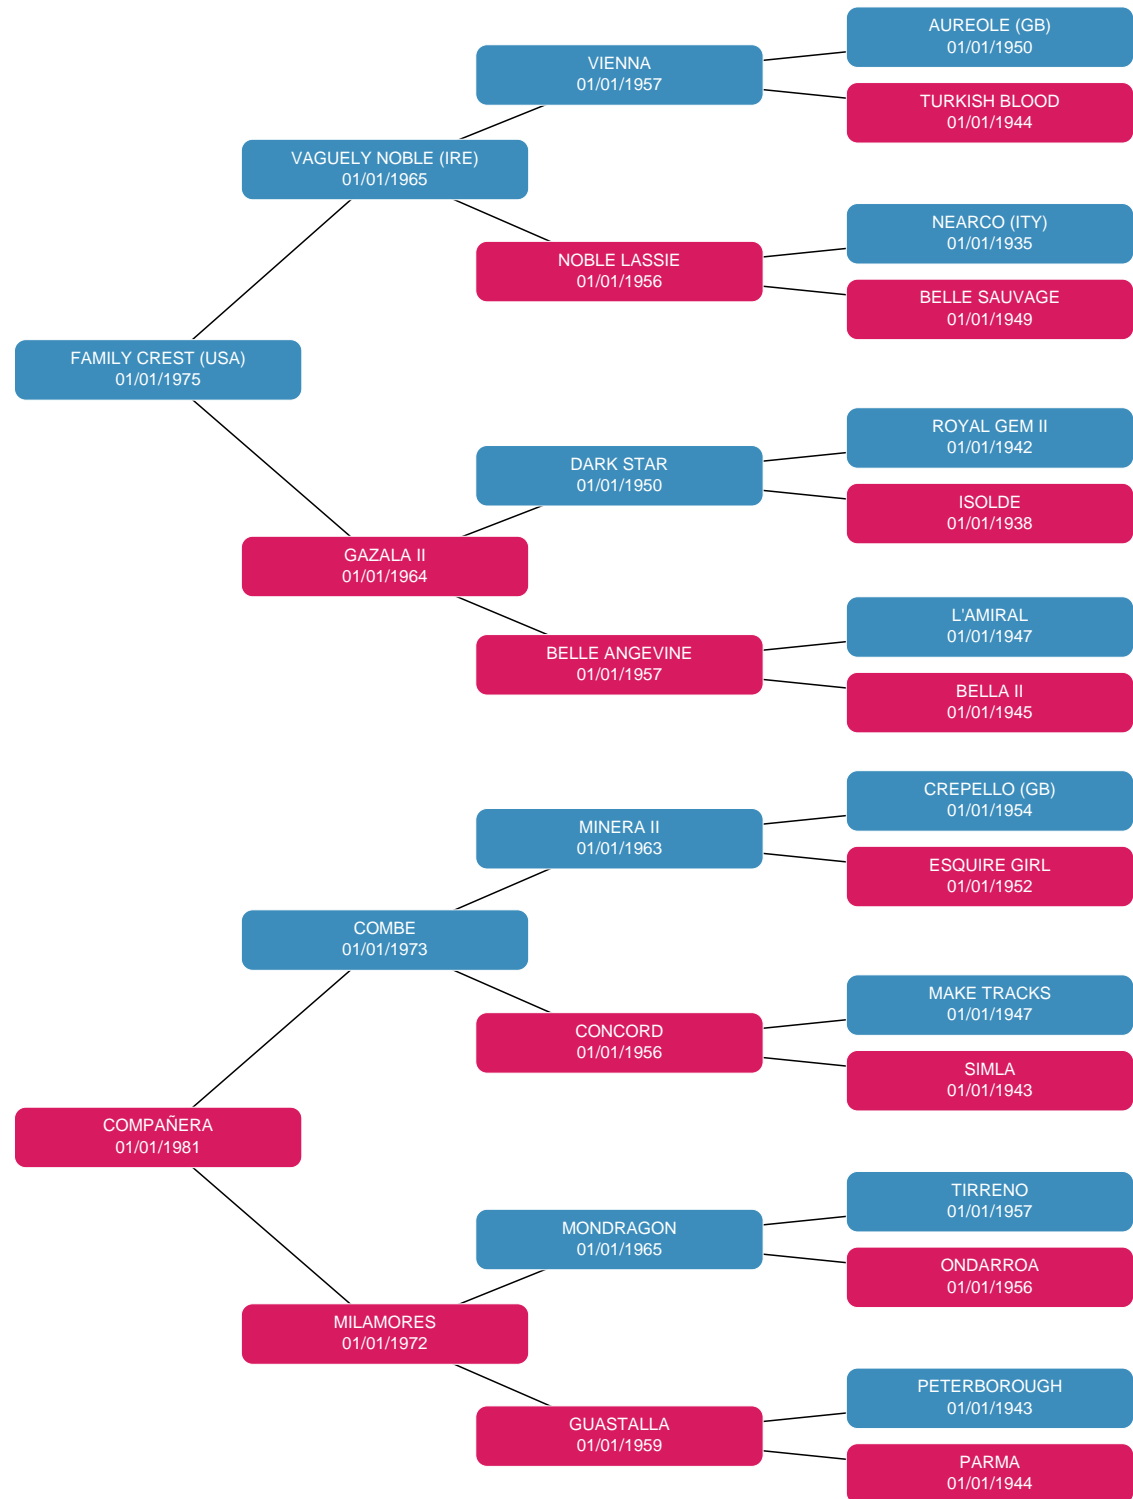 AUREOLE (GB)
01/01/1950
VIENNA
01/01/1957
TURKISH BLOOD
01/01/1944
VAGUELY NOBLE (IRE)
01/01/1965
NEARCO (ITY)
01/01/1935
NOBLE LASSIE
01/01/1956
BELLE SAUVAGE
01/01/1949
FAMILY CREST (USA)
01/01/1975
ROYAL GEM II
01/01/1942
DARK STAR
01/01/1950
ISOLDE
01/01/1938
GAZALA II
01/01/1964
L'AMIRAL
01/01/1947
BELLE ANGEVINE
01/01/1957
BELLA II
01/01/1945
CREPELLO (GB)
01/01/1954
MINERA II
01/01/1963
ESQUIRE GIRL
01/01/1952
COMBE
01/01/1973
MAKE TRACKS
01/01/1947
CONCORD
01/01/1956
SIMLA
01/01/1943
COMPAÑERA
01/01/1981
TIRRENO
01/01/1957
MONDRAGON
01/01/1965
ONDARROA
01/01/1956
MILAMORES
01/01/1972
PETERBOROUGH
01/01/1943
GUASTALLA
01/01/1959
PARMA
01/01/1944